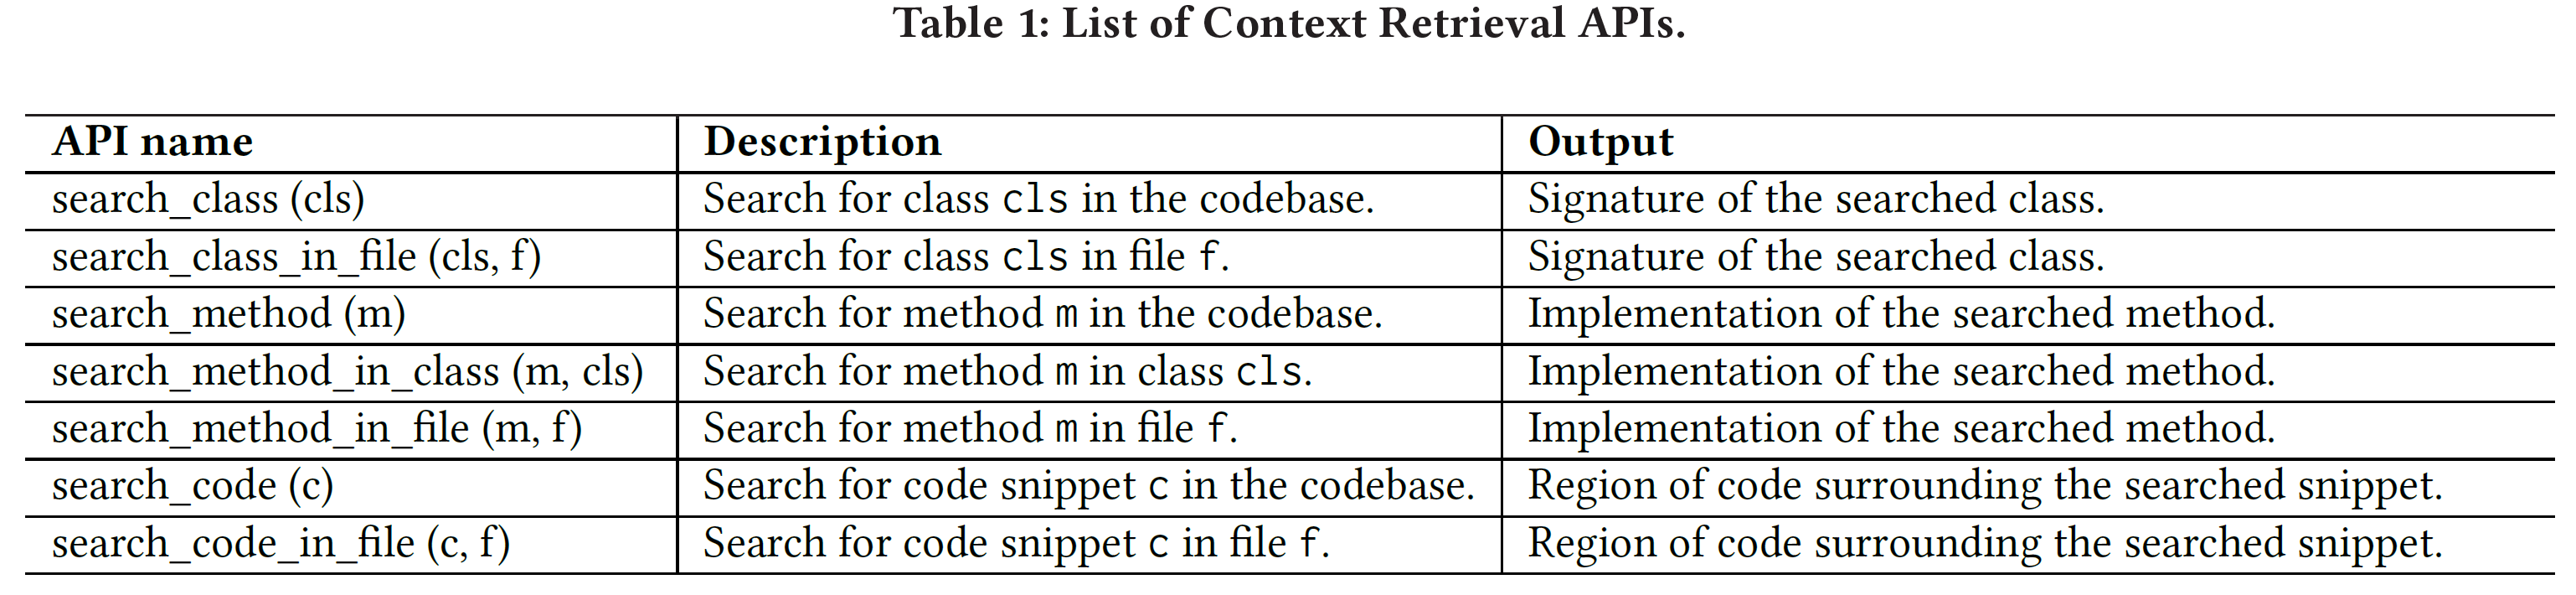 Table 1: List of Context Retrieval APIs.
API name Description Output
search_class (cls) Search for class cls in the codebase. Signature of the searched class.
search_class_in_file (cls, f) Search for class cls in file f. Signature of the searched class.
search_method (m) Search for method m in the codebase. Implementation of the searched method.
search_method_in_class (m, cls) Search for method m in class cls. Implementation of the searched method.
search_method_in_file (m, f) Search for method m in file f. Implementation of the searched method.
search_code (c) Search for code snippet c in the codebase. Region of code surrounding the searched snippet.
search_code_in_file (c, f) Search for code snippet c in file f. Region of code surrounding the searched snippet.